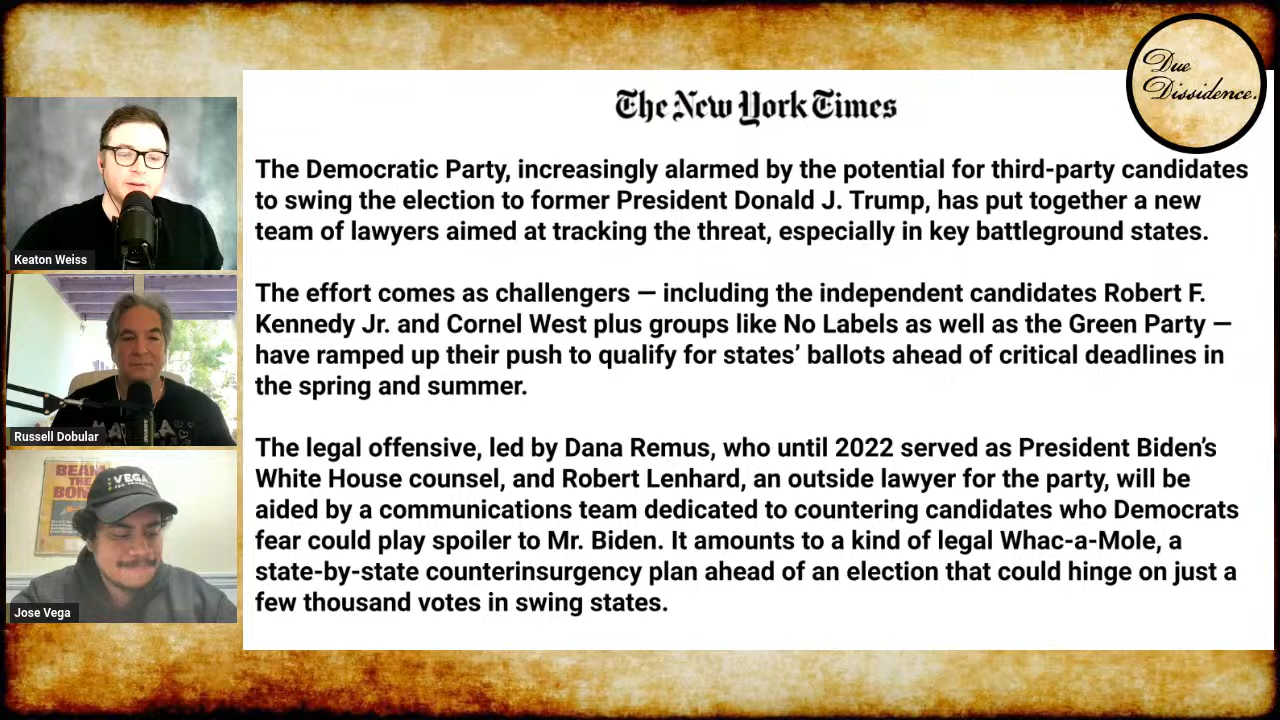 Due
Dissidence.
The New York Times
The Democratic Party, increasingly alarmed by the potential for third-party candidates
to swing the election to former President Donald J. Trump, has put together a new
team of lawyers aimed at tracking the threat, especially in key battleground states.
The effort comes as challengers — including the independent candidates Robert F.
Kennedy Jr. and Cornel West plus groups like No Labels as well as the Green Party —
have ramped up their push to qualify for states’ ballots ahead of critical deadlines in
the spring and summer.
The legal offensive, led by Dana Remus, who until 2022 served as President Biden’s
White House counsel, and Robert Lenhard, an outside lawyer for the party, will be
aided by a communications team dedicated to countering candidates who Democrats
fear could play spoiler to Mr. Biden. It amounts to a kind of legal Whac-a-Mole, a
state-by-state counterinsurgency plan ahead of an election that could hinge on just a
few thousand votes in swing states.
Keaton Weiss
Russell Dobular
VEGA
THE
Jose Vega